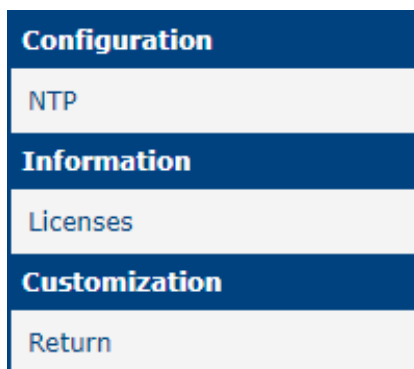 Configuration
NTP
Information
Licenses
Customization
Return